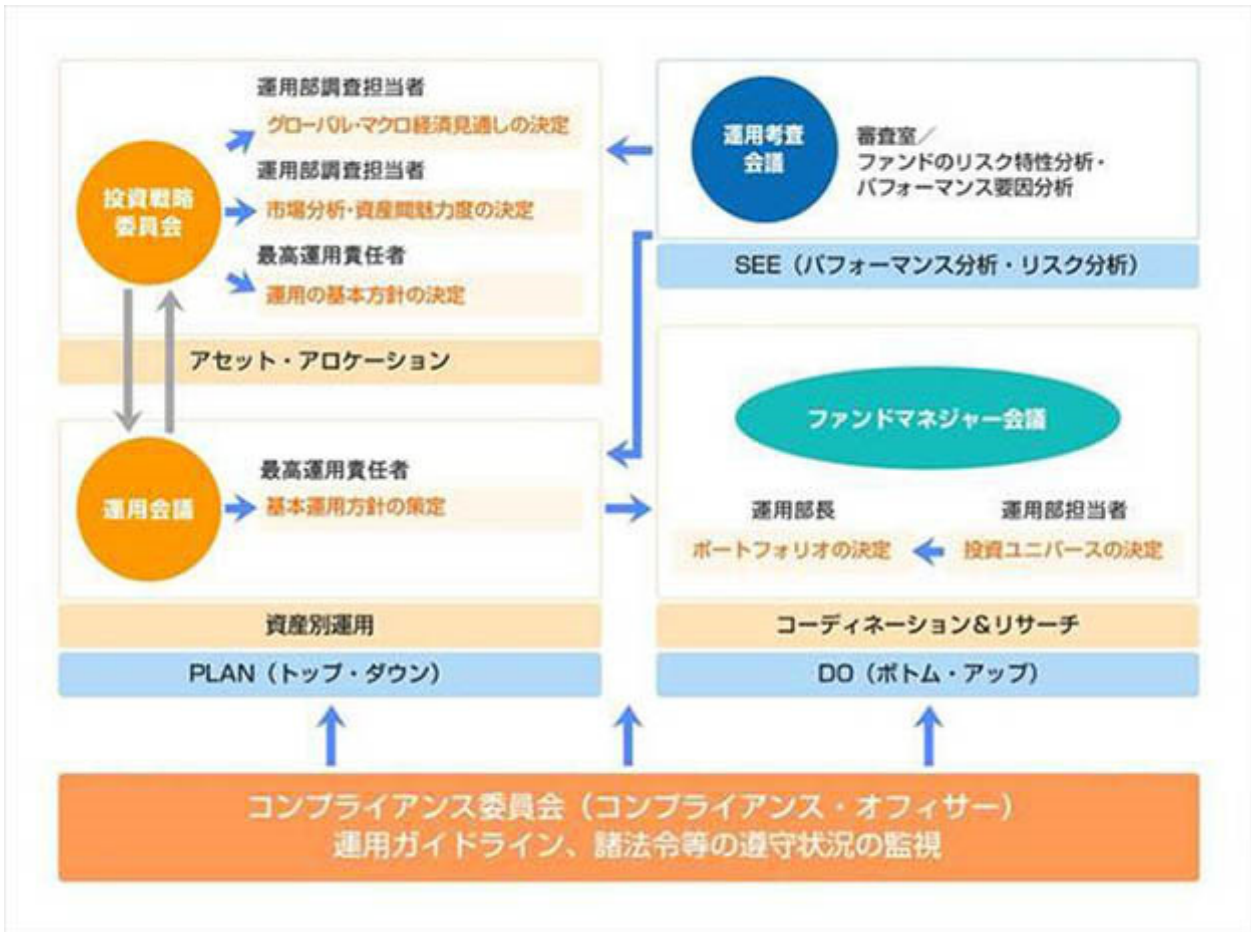 投資戦略
委員会
運用部調査担当者
グローバル・マクロ経済見通しの決定
運用部調査担当者
市場分析・資産間魅力度の決定
最高運用責任者
運用の基本方針の決定
アセット・アロケーション
運用会議
最高運用責任者
基本運用方針の策定
資産別運用
PLAN(トップ・ダウン)
運用考査
会議
審査室/
ファンドのリスク特性分析・
パフォーマンス要因分析
SEE(パフォーマンス分析・リスク分析)
ファンドマネジャー会議
運用部長
ポートフォリオの決定
運用部担当者
投資ユニバースの決定
コーディネーション&リサーチ
DO(ボトム・アップ)
コンプライアンス委員会(コンプライアンス・オフィサー)
運用ガイドライン、諸法令等の遵守状況の監視